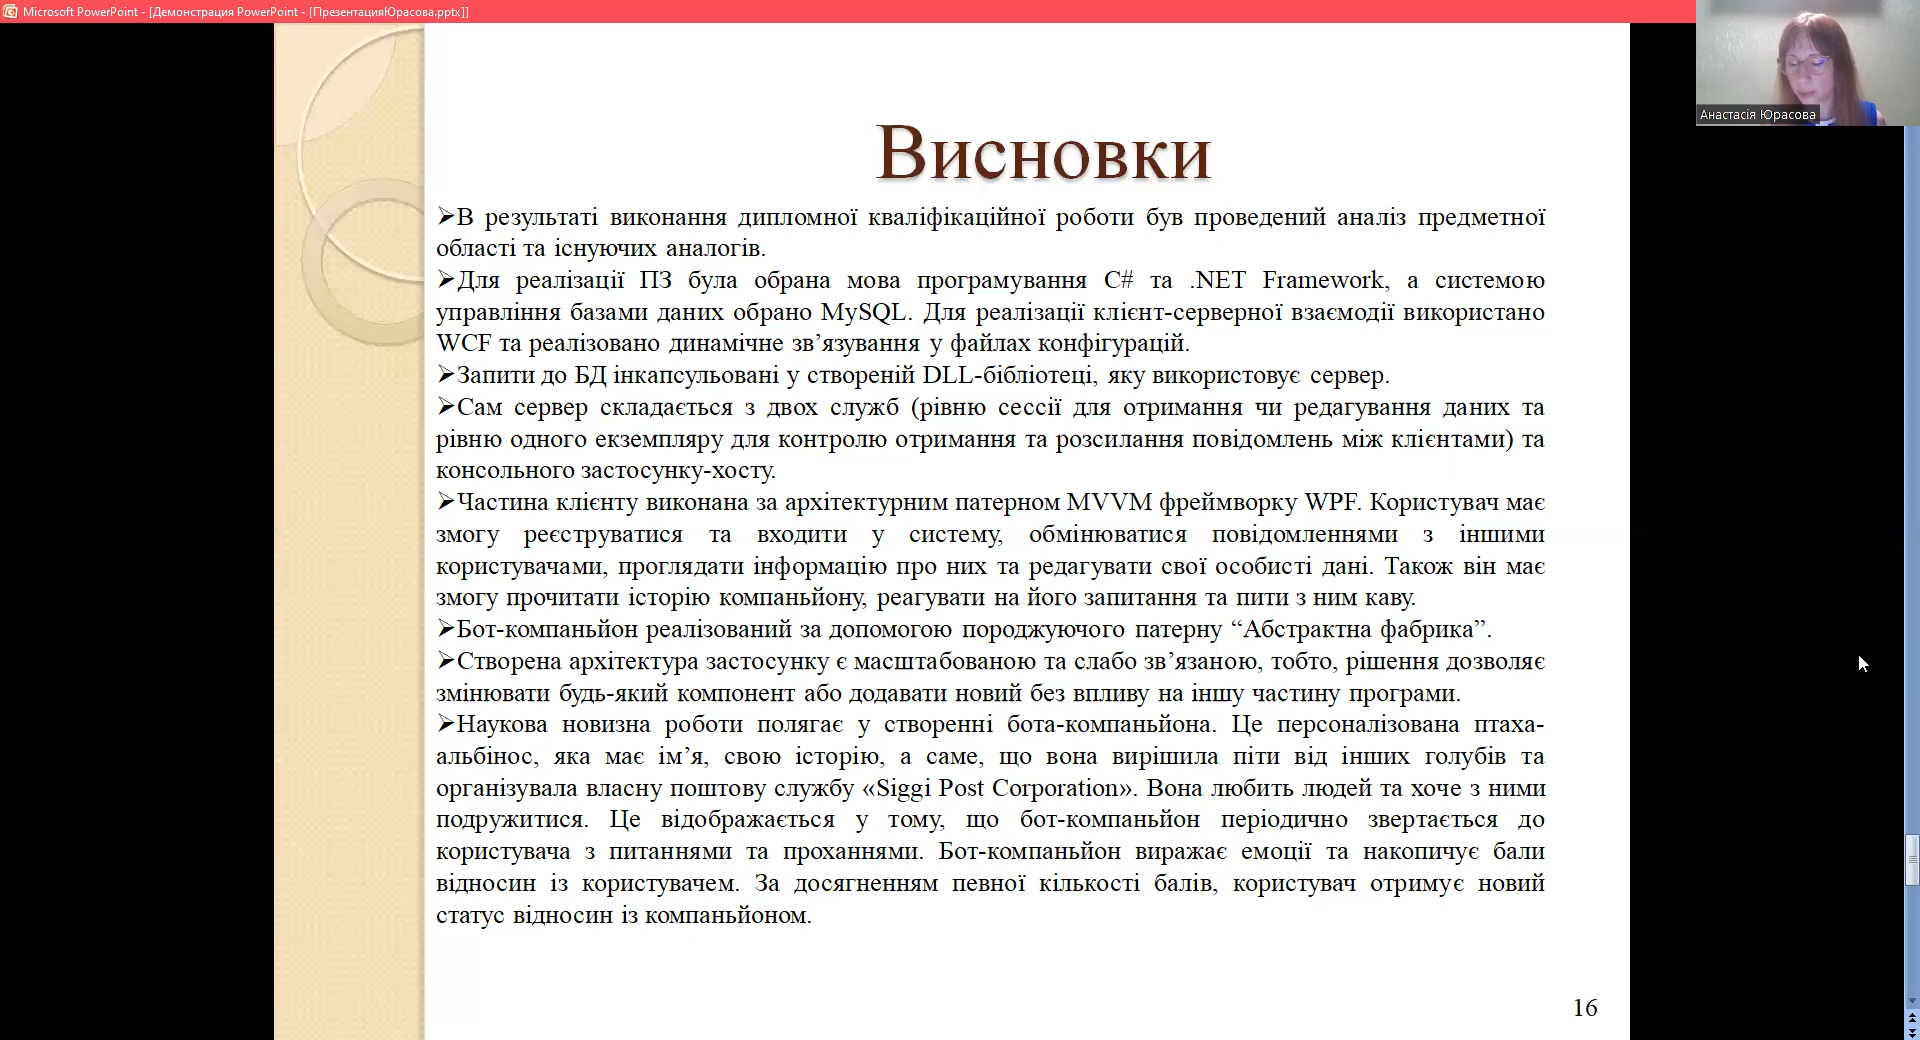 Microsoft PowerPoint - [Демонстрация PowerPoint - [ПрезентацияЮрасова.pptx]]
Анастасія Юрасова
Висновки
➢В результаті виконання дипломної кваліфікаційної роботи був проведений аналіз предметної
області та існуючих аналогів.
➢Для реалізації ПЗ була обрана мова програмування C# та .NET Framework, а системою
управління базами даних обрано MySQL. Для реалізації клієнт-серверної взаємодії використано
WCF та реалізовано динамічне зв’язування у файлах конфігурацій.
➢Запити до БД інкапсульовані у створеній DLL-бібліотеці, яку використовує сервер.
➢Сам сервер складається з двох служб (рівню сессії для отримання чи редагування даних та
рівню одного екземпляру для контролю отримання та розсилання повідомлень між клієнтами) та
консольного застосунку-хосту.
➢Частина клієнту виконана за архітектурним патерном MVVM фреймворку WPF. Користувач має
змогу реєструватися та входити у систему, обмінюватися повідомленнями з іншими
користувачами, проглядати інформацію про них та редагувати свої особисті дані. Також він має
змогу прочитати історію компаньйону, реагувати на його запитання та пити з ним каву.
➢Бот-компаньйон реалізований за допомогою породжуючого патерну “Абстрактна фабрика”.
➢Створена архітектура застосунку є масштабованою та слабо зв’язаною, тобто, рішення дозволяє
змінювати будь-який компонент або додавати новий без впливу на іншу частину програми.
➢Наукова новизна роботи полягає у створенні бота-компаньйона. Це персоналізована птаха-
альбінос, яка має ім’я, свою історію, а саме, що вона вирішила піти від інших голубів та
організувала власну поштову службу «Siggi Post Corporation». Вона любить людей та хоче з ними
подружитися. Це відображається у тому, що бот-компаньйон періодично звертається до
користувача з питаннями та проханнями. Бот-компаньйон виражає емоції та накопичує бали
відносин із користувачем. За досягненням певної кількості балів, користувач отримує новий
статус відносин із компаньйоном.
16